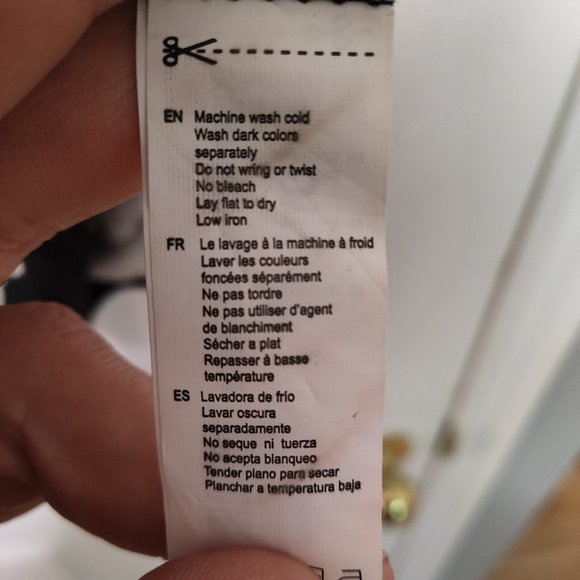 EN Machine wash cold
Wash dark colors
separately
Do not wring or twist
No bleach
Lay flat to dry
Low iron
FR Le lavage à la machine à froid
Laver les couleurs
foncées séparément
Ne pas tordre
Ne pas utiliser d'agent
de blanchiment
Sécher a plat
Repasser à basse
température
ES Lavadora de frío
Lavar oscura
separadamente
No seque ni tuerza
No acepta blanqueo
Tender plano para secar
Planchar a temperatura baja